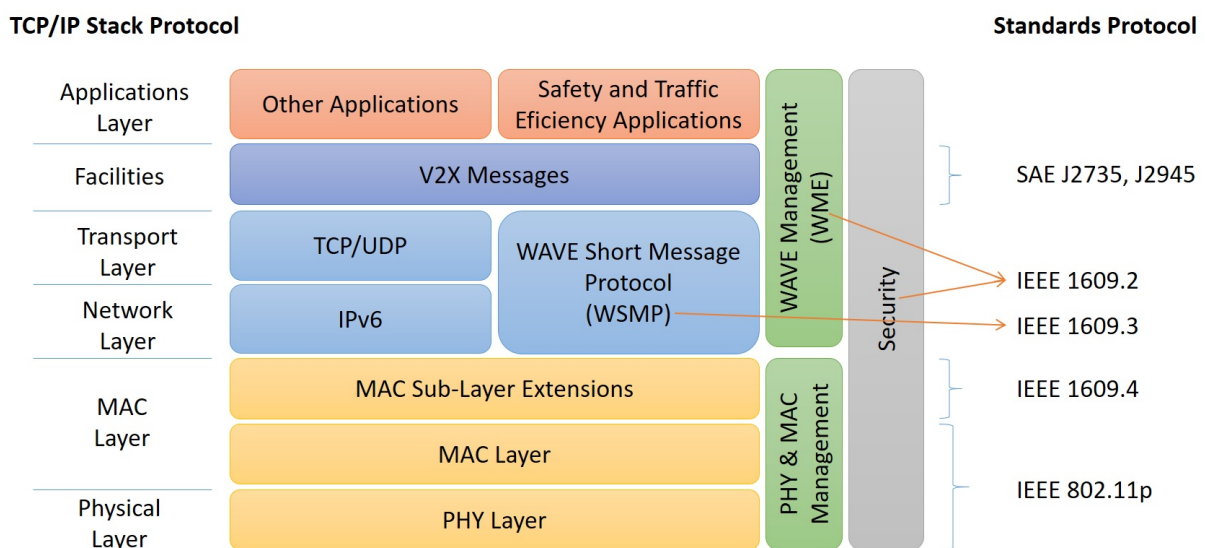 TCP/IP Stack Protocol
Standards Protocol
Applications
Layer
Other Applications
Safety and Traffic
Eficiency Applications
Facilities
V2X Messages
SAE J2735, J2945
Transport
Layer
TCP/UDP
WAVE Short Message
Protocol
(WSMP)
Network
Layer
IPv6
WAVE Management
(WME)
Security
IEEE 1609.2
IEEE 1609.3
MAC
Layer
MAC Sub-Layer Extensions
MAC Layer
PHY & MAC
Management
IEEE 1609.4
Physical
Layer
PHY Layer
IEEE 802.11p